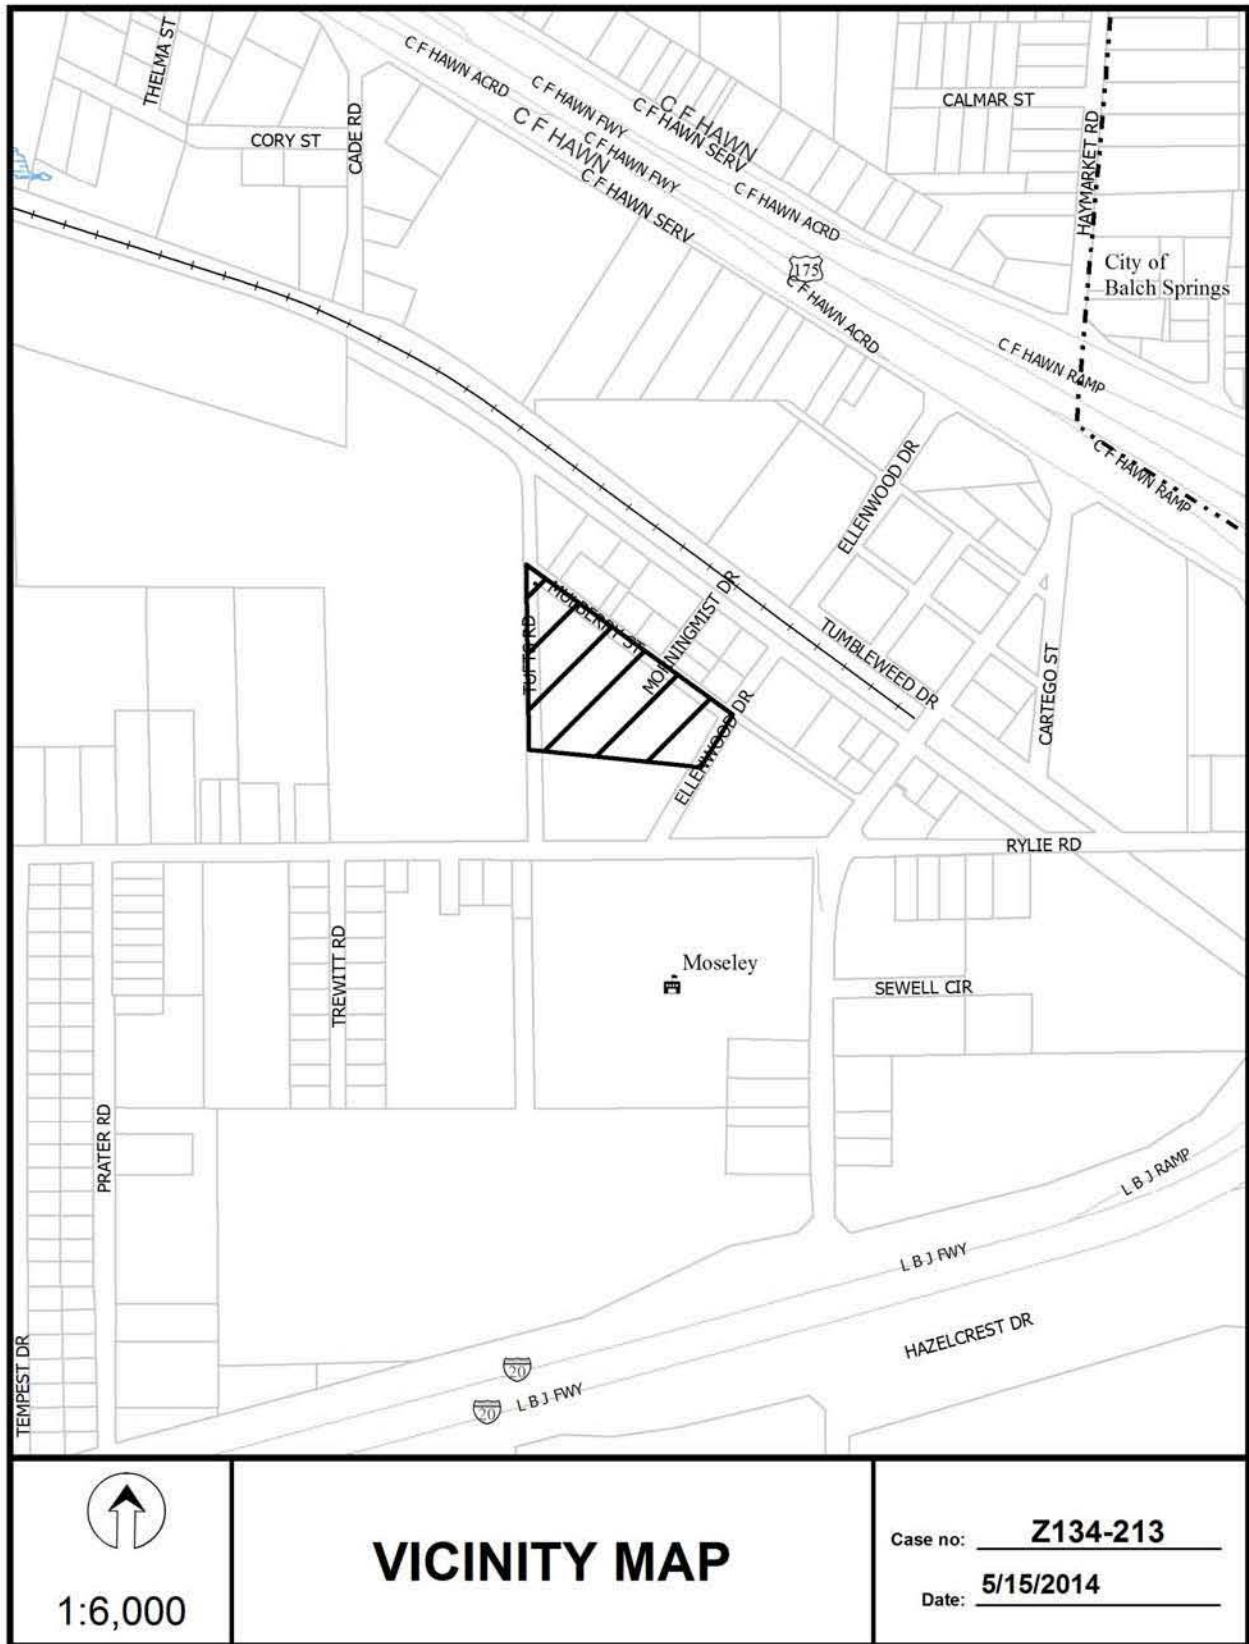 THELMA ST
CORY ST
CADE RD
C F HAWN ACRD
C F HAWN FWY
C F HAWN
C F HAWN SERV
C F HAWN
C F HAWN FWY
C F HAWN SERV
C F HAWN ACRD
CALMAR ST
HAYMARKET RD
City of
Balch Springs
175
C F HAWN ACRD
C F HAWN RAMP
C F HAWN RAMP
ELLENWOOD DR
MULBERRY ST
MORNINGMIST DR
TUFTS RD
TUMBLEWEED DR
CARTEGO ST
ELLENWOOD DR
RYLIE RD
TREWITT RD
Moseley
SEWELL CIR
PRATER RD
L B J RAMP
L B J FWY
HAZELCREST DR
TEMPEST DR
20
20
L B J FWY
1:6,000
VICINITY MAP
Case no: Z134-213
Date: 5/15/2014